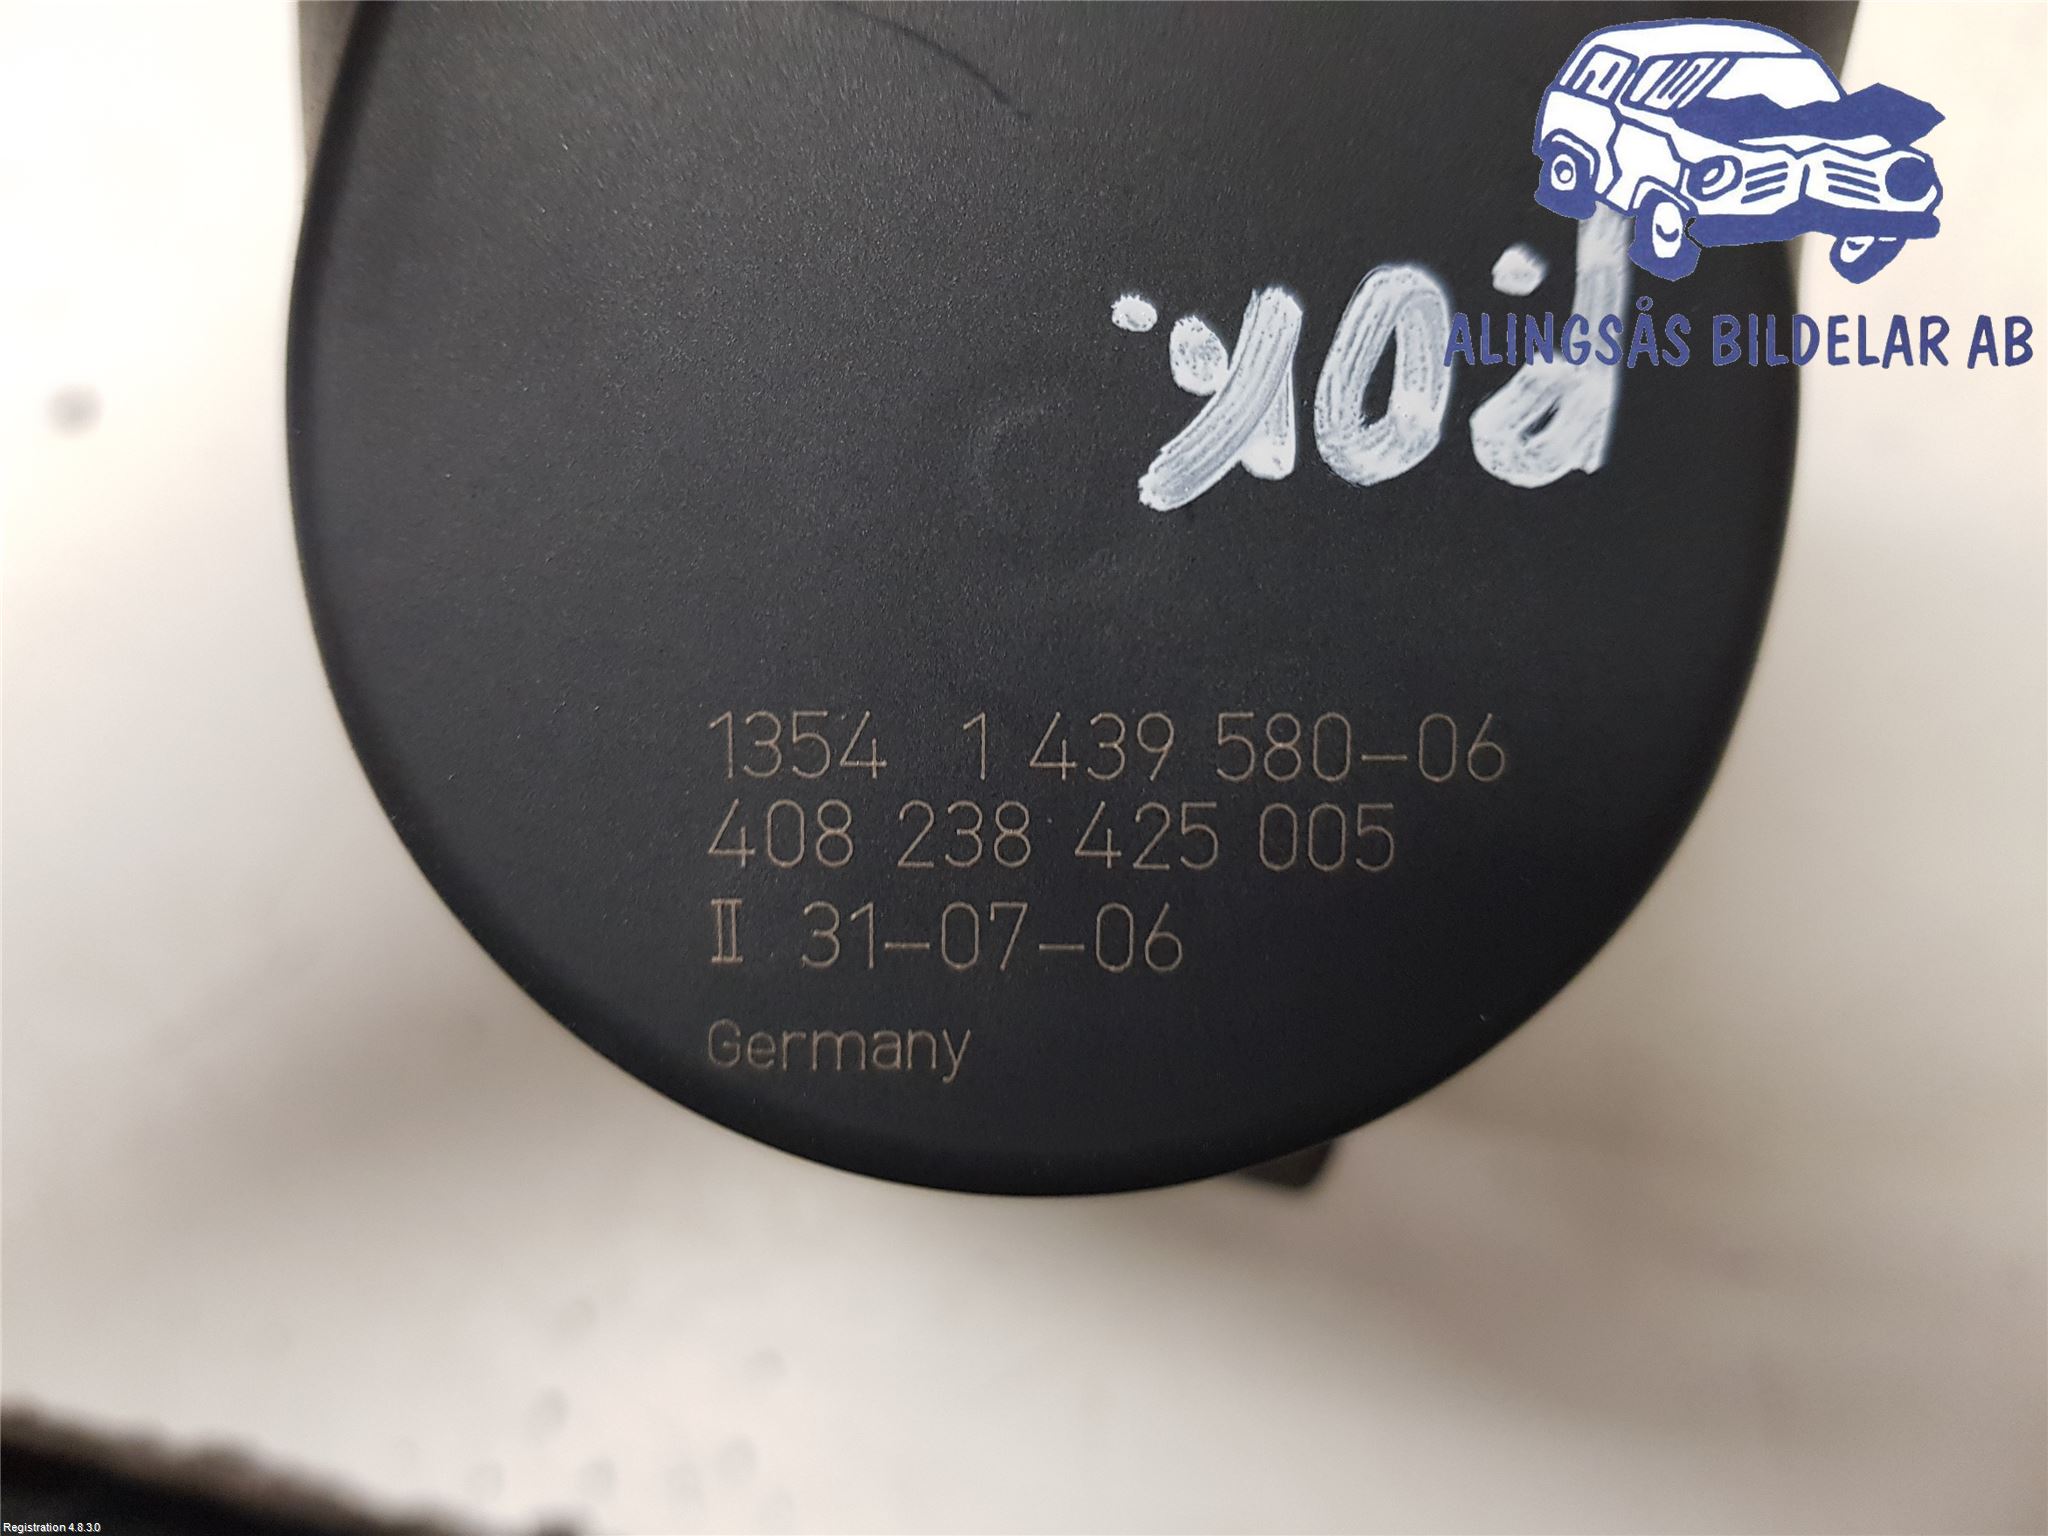 ALINGSÅS BILDELAR AB
1354 1 439 580-06
408 238 425 005
II 31-07-06
Germany
Registration 4.8.3.0